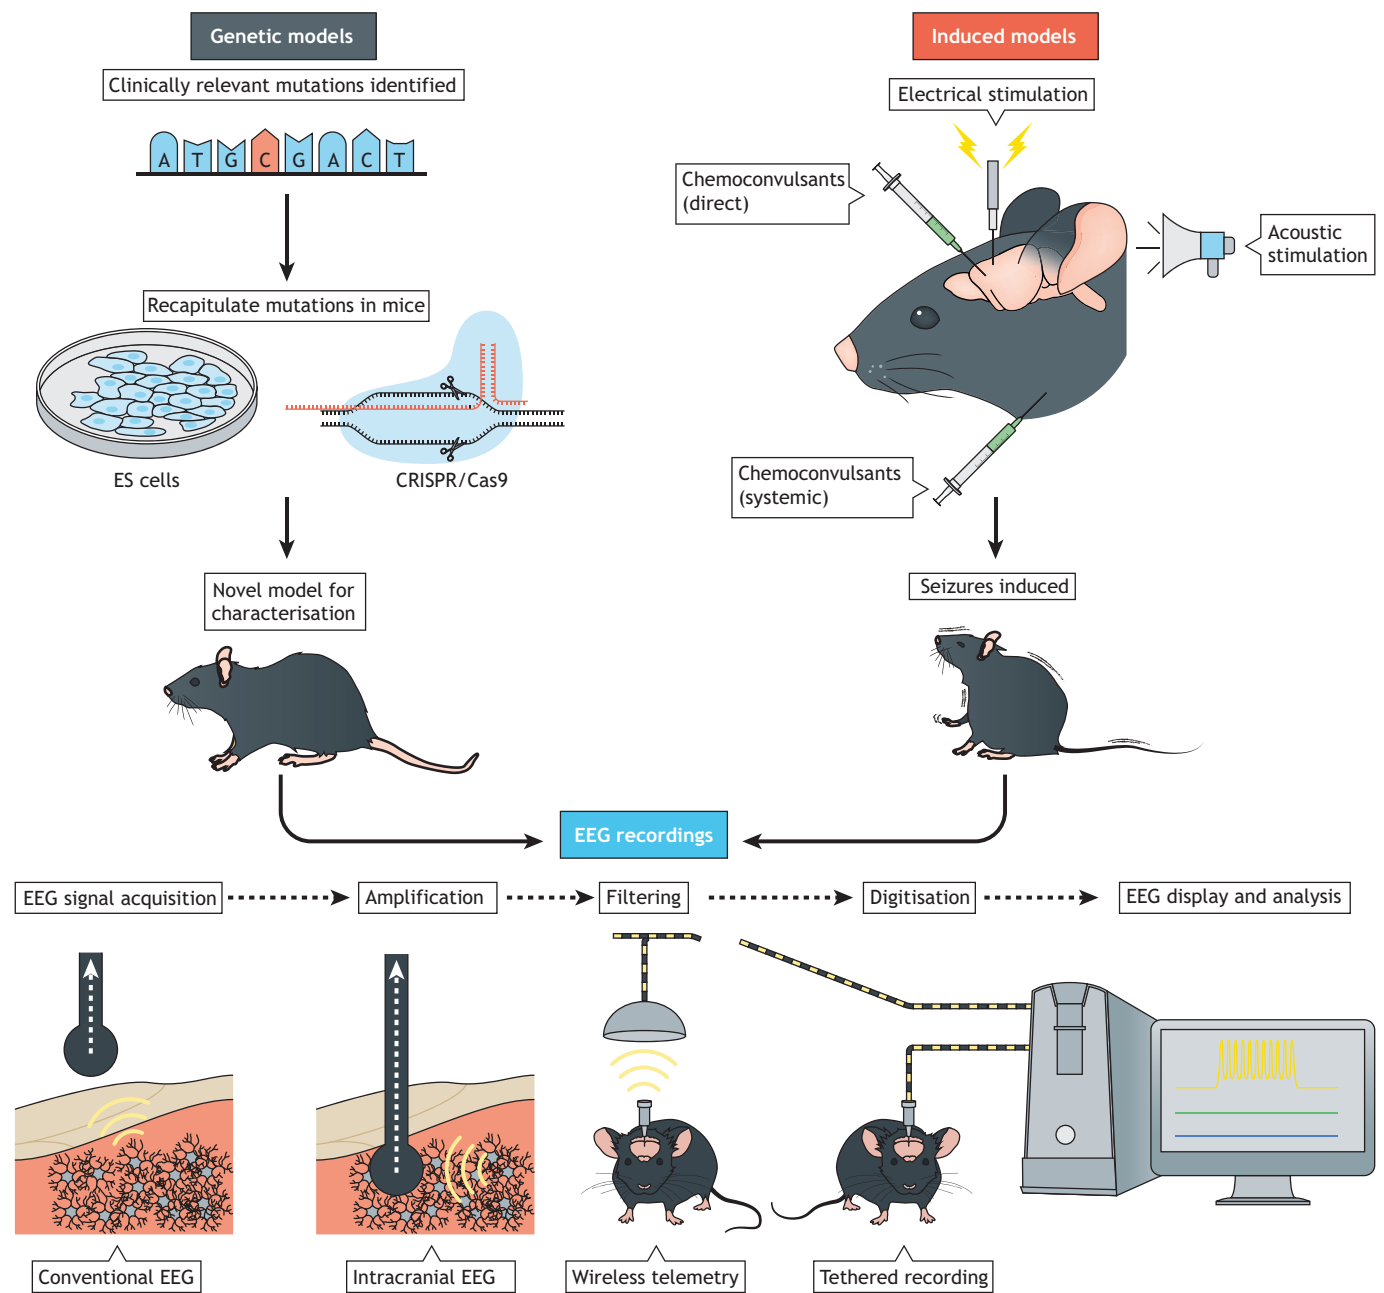 Genetic models
Clinically relevant mutations identified
A T G C G A C T
Recapitulate mutations in mice
ES cells
CRISPR/Cas9
Novel model for
characterisation
Induced models
Electrical stimulation
Chemoconvulsants
(direct)
Acoustic
stimulation
Chemoconvulsants
(systemic)
Seizures induced
EEG recordings
EEG signal acquisition
Amplification
Filtering
Digitisation
EEG display and analysis
Conventional EEG
Intracranial EEG
Wireless telemetry
Tethered recording